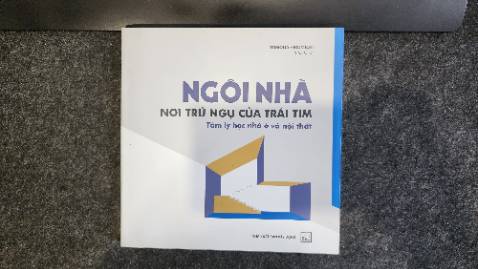 NGÔI NHÀ
NƠI TRÚ NGỤ CỦA TRÁI TIM
Tâm lý học nhà ở và nội thất